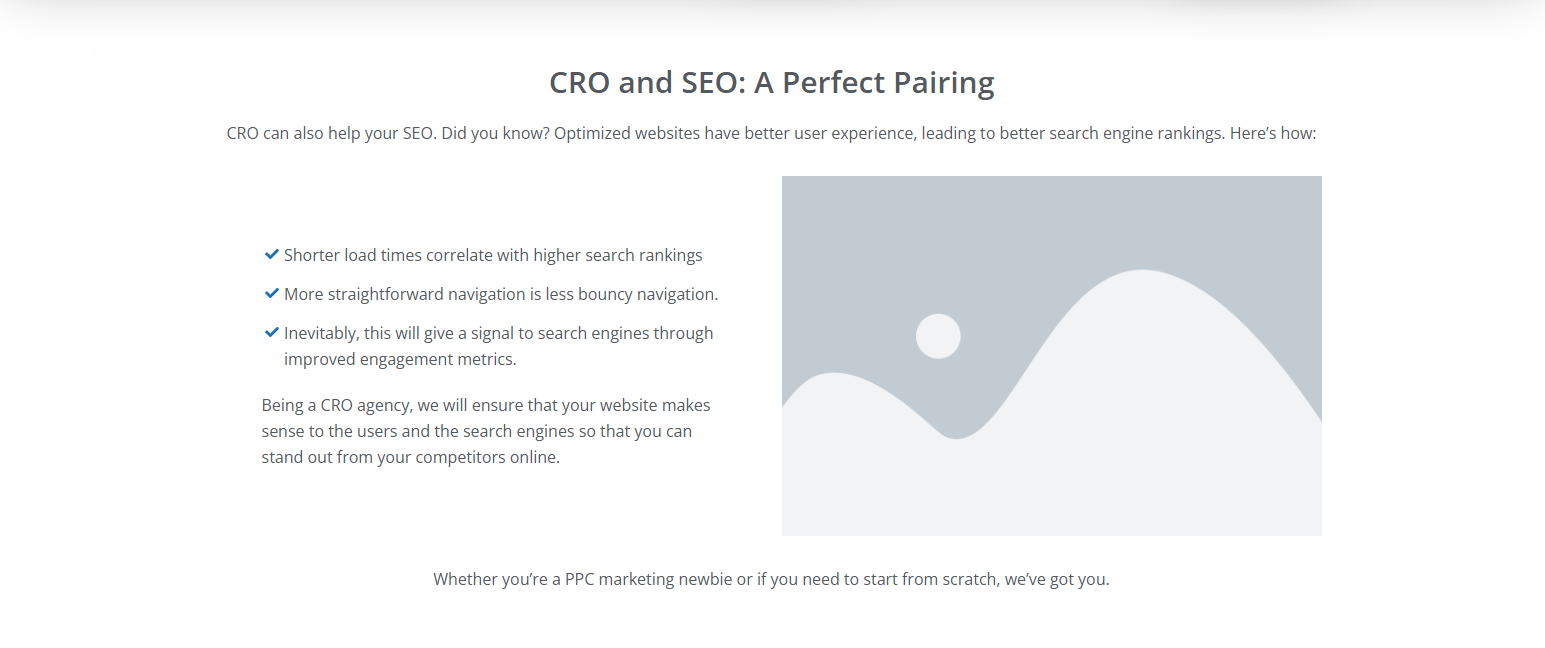 CRO and SEO: A Perfect Pairing
CRO can also help your SEO. Did you know? Optimized websites have better user experience, leading to better search engine rankings. Here’s how:
Shorter load times correlate with higher search rankings
More straightforward navigation is less bouncy navigation.
Inevitably, this will give a signal to search engines through
improved engagement metrics.
Being a CRO agency, we will ensure that your website makes
sense to the users and the search engines so that you can
stand out from your competitors online.
Whether you’re a PPC marketing newbie or if you need to start from scratch, we’ve got you.